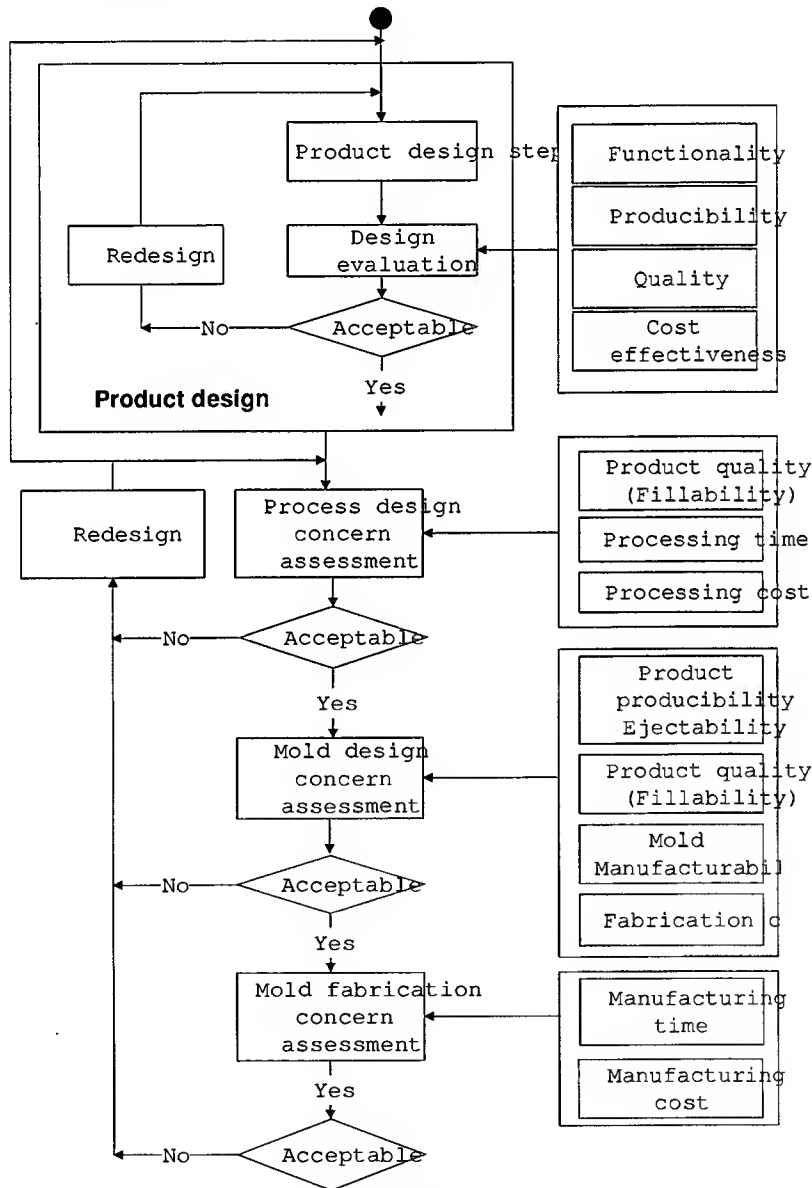 Product design step
Design
evaluation
Redesign
No
Acceptable
Yes
Product design
Functionality
Producibility
Quality
Cost
effectiveness
Redesign
Process design
concern
assessment
Product quality
(Fillability)
Processing time
Processing cost
No
Acceptable
Yes
Mold design
concern
assessment
Product
producibility
Ejectability
Product quality
(Fillability)
Mold
Manufacturabil
Fabrication c
No
Acceptable
Yes
Mold fabrication
concern
assessment
Manufacturing
time
Manufacturing
cost
Yes
No
Acceptable